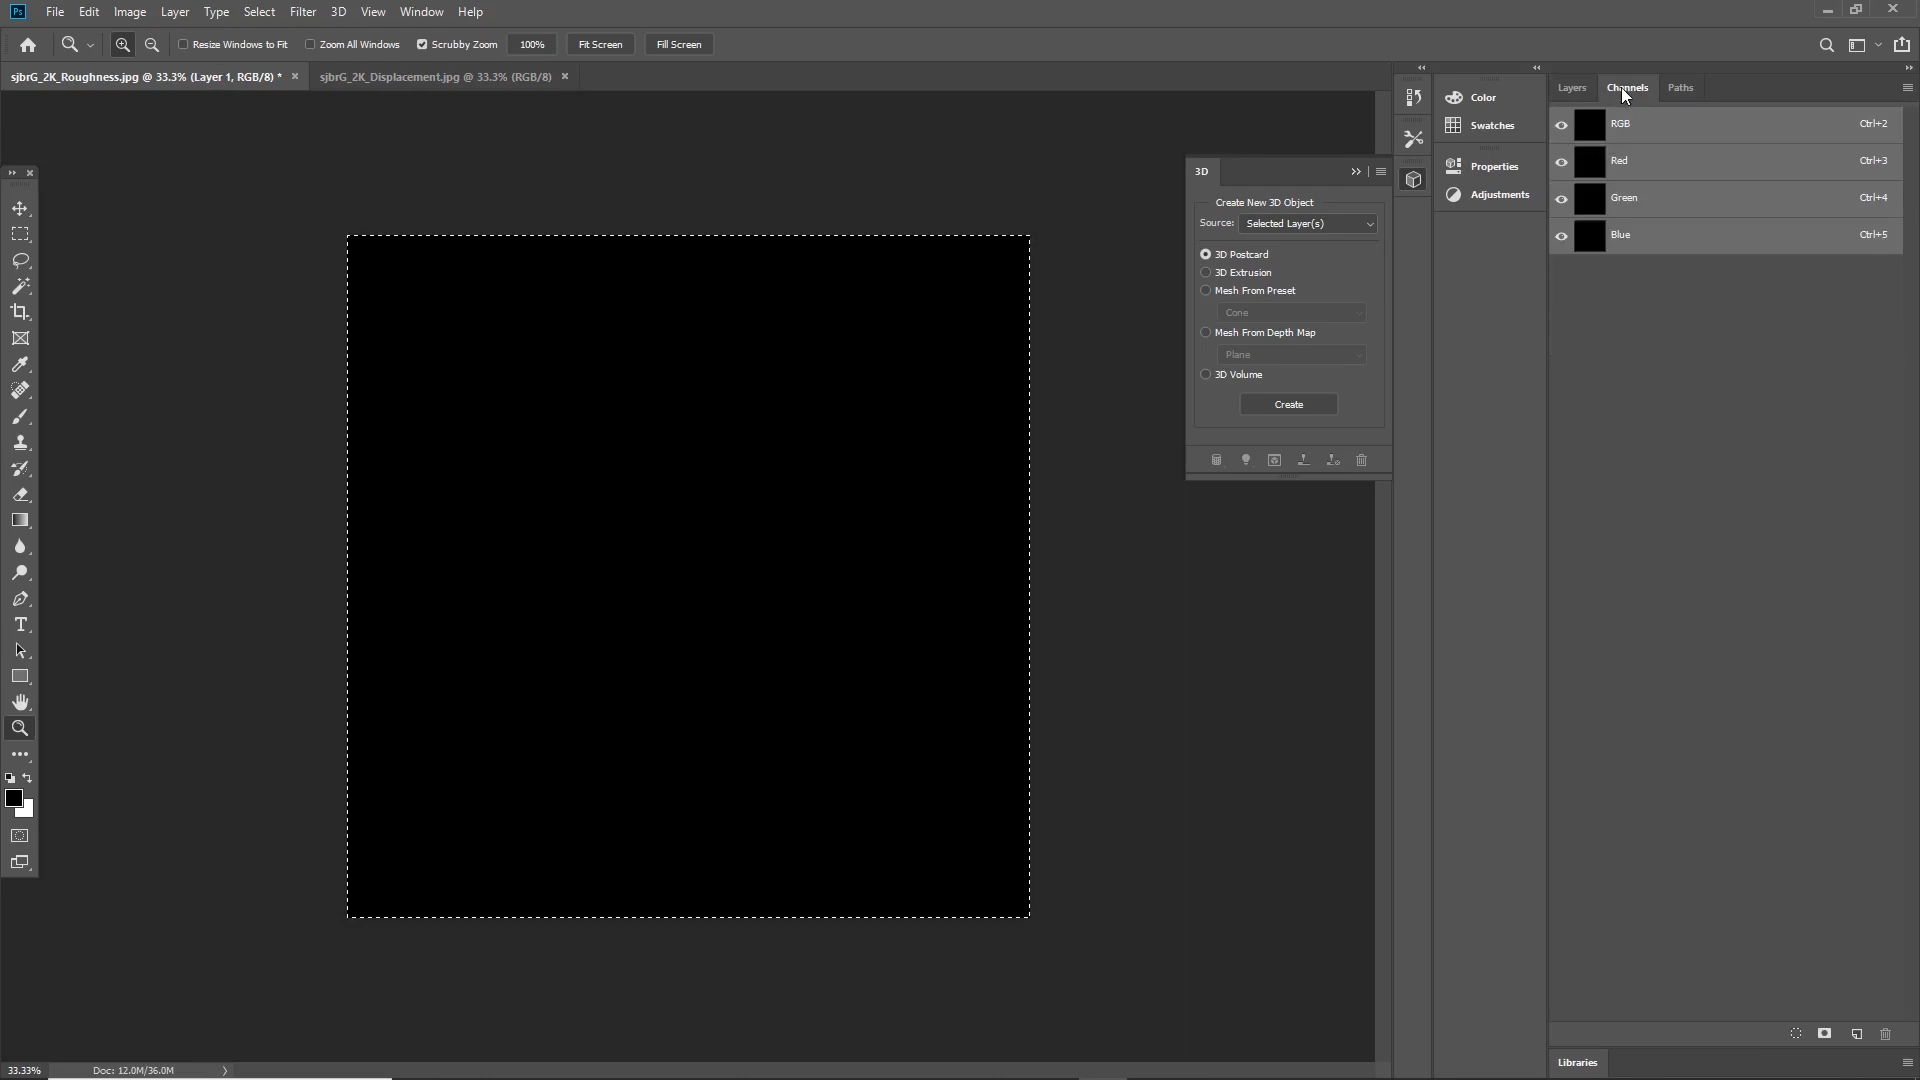 Ps File Edit Image Layer Type Select Filter 3D View Window Help
Resize Windows to Fit Zoom All Windows Scrubby Zoom 100% Fit Screen Fill Screen
sjbrG_2K_Roughness.jpg @ 33.3% (Layer 1, RGB/8) * × sjbrG_2K_Displacement.jpg @ 33.3% (RGB/8) ×
3D
Create New 3D Object
Source: Selected Layer(s)
3D Postcard
3D Extrusion
Mesh From Preset
Cone
Mesh From Depth Map
Plane
3D Volume
Create
Color
Swatches
Properties
Adjustments
Layers Channels Paths
RGB Ctrl+2
Red Ctrl+3
Green Ctrl+4
Blue Ctrl+5
Libraries
33.33% Doc: 12.0M/36.0M